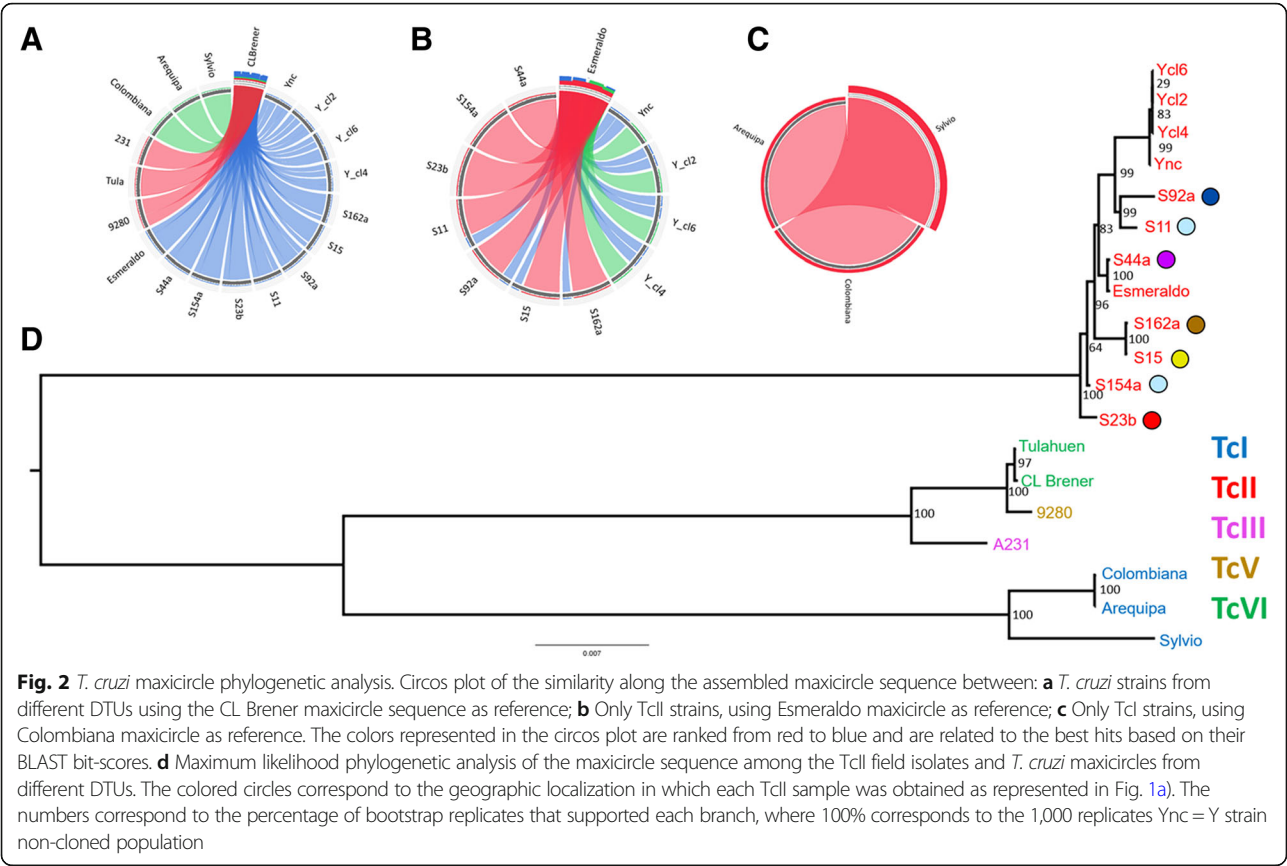 A
Colombiana
Arequipa
Sylvio
CLBrener
Ync
Y_cl2
Y_cl6
Y_cl4
S162a
S15
S92a
S11
S23b
S154a
S44a
Esmeraldo
9280
Tula
231
B
S44a
Esmeraldo
Ync
Y_cl2
Y_cl6
Y_cl4
S162a
S15
S92a
S11
S23b
S154a
C
Arequipa
Sylvio
Colombiana
D
Ycl6
29
Ycl2
83
Ycl4
99
Ync
99
S92a
99
S11
83
S44a
100
Esmeraldo
96
S162a
100
64
S15
S154a
100
S23b
Tulahuen
97
CL Brener
100
9280
100
A231
Colombiana
100
Arequipa
100
Sylvio
0.007
TcI
TcII
TcIII
TcV
TcVI
Fig. 2 T. cruzi maxicircle phylogenetic analysis. Circos plot of the similarity along the assembled maxicircle sequence between: a T. cruzi strains from
different DTUs using the CL Brener maxicircle sequence as reference; b Only TcII strains, using Esmeraldo maxicircle as reference; c Only TcI strains, using
Colombiana maxicircle as reference. The colors represented in the circos plot are ranked from red to blue and are related to the best hits based on their
BLAST bit-scores. d Maximum likelihood phylogenetic analysis of the maxicircle sequence among the TcII field isolates and T. cruzi maxicircles from
different DTUs. The colored circles correspond to the geographic localization in which each TcII sample was obtained as represented in Fig. 1a). The
numbers correspond to the percentage of bootstrap replicates that supported each branch, where 100% corresponds to the 1,000 replicates Ync = Y strain
non-cloned population